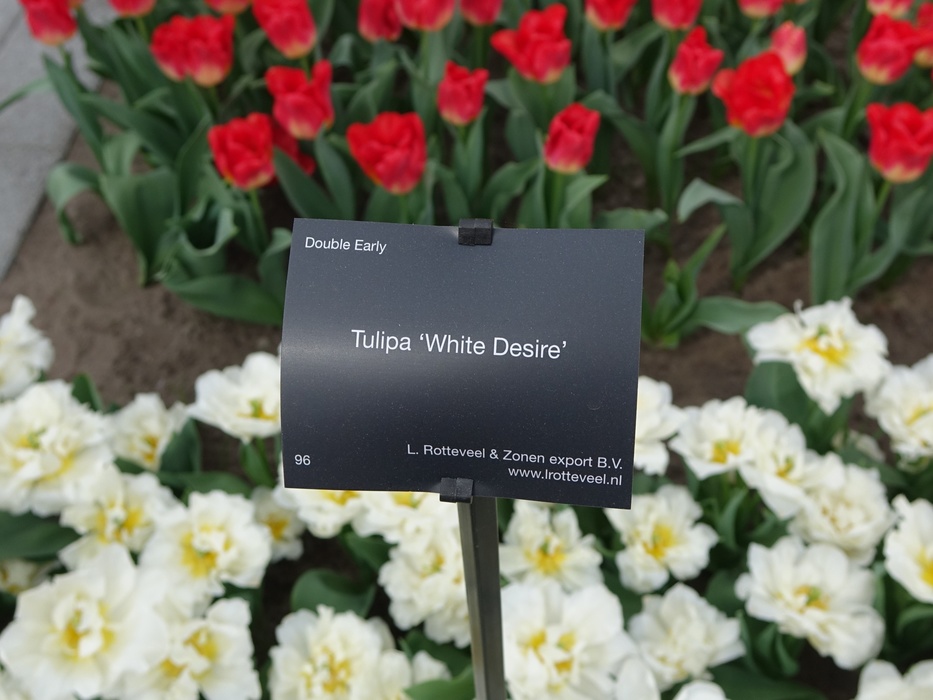 Double Early
Tulipa ‘White Desire’
L. Rotteveel & Zonen export B.V.
96
www.lrotteveel.nl